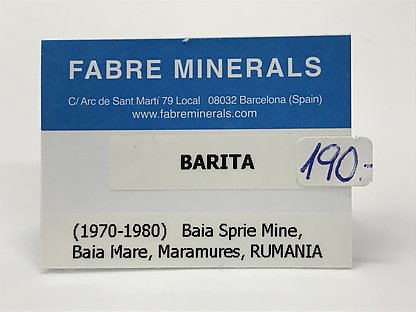 FABRE MINERALS
C/ Arc de Sant Martí 79 Local 08032 Barcelona (Spain)
www.fabreminerals.com
BARITA
190.-
(1970-1980) Baia Sprie Mine,
Baia Mare, Maramures, RUMANIA